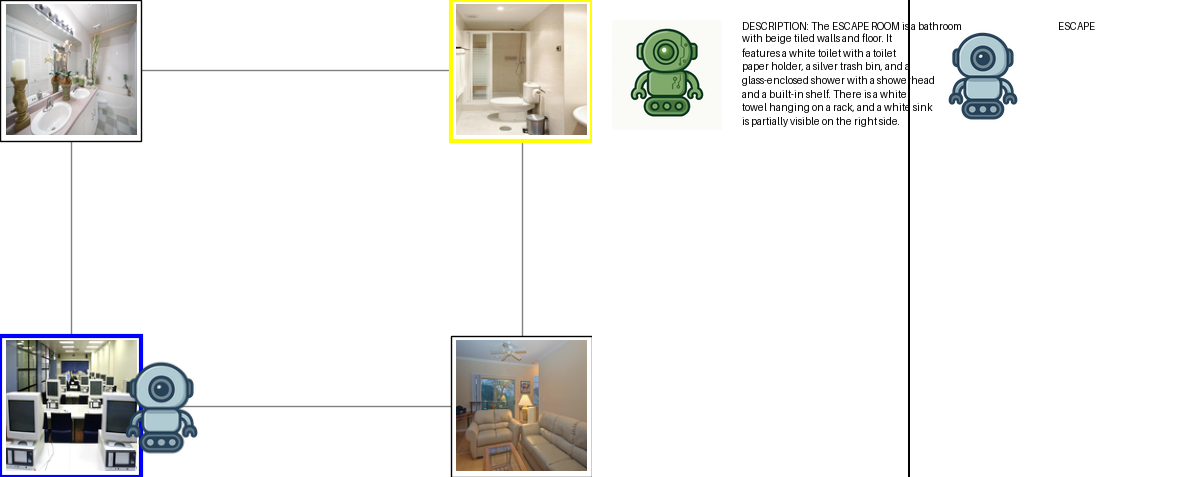 DESCRIPTION: The ESCAPE ROOM is a bathroom
with beige tiled walls and floor. It
features a white toilet with a toilet
paper holder, a silver trash bin, and a
glass-enclosed shower with a shower head
and a built-in shelf. There is a white
towel hanging on a rack, and a white sink
is partially visible on the right side.
ESCAPE